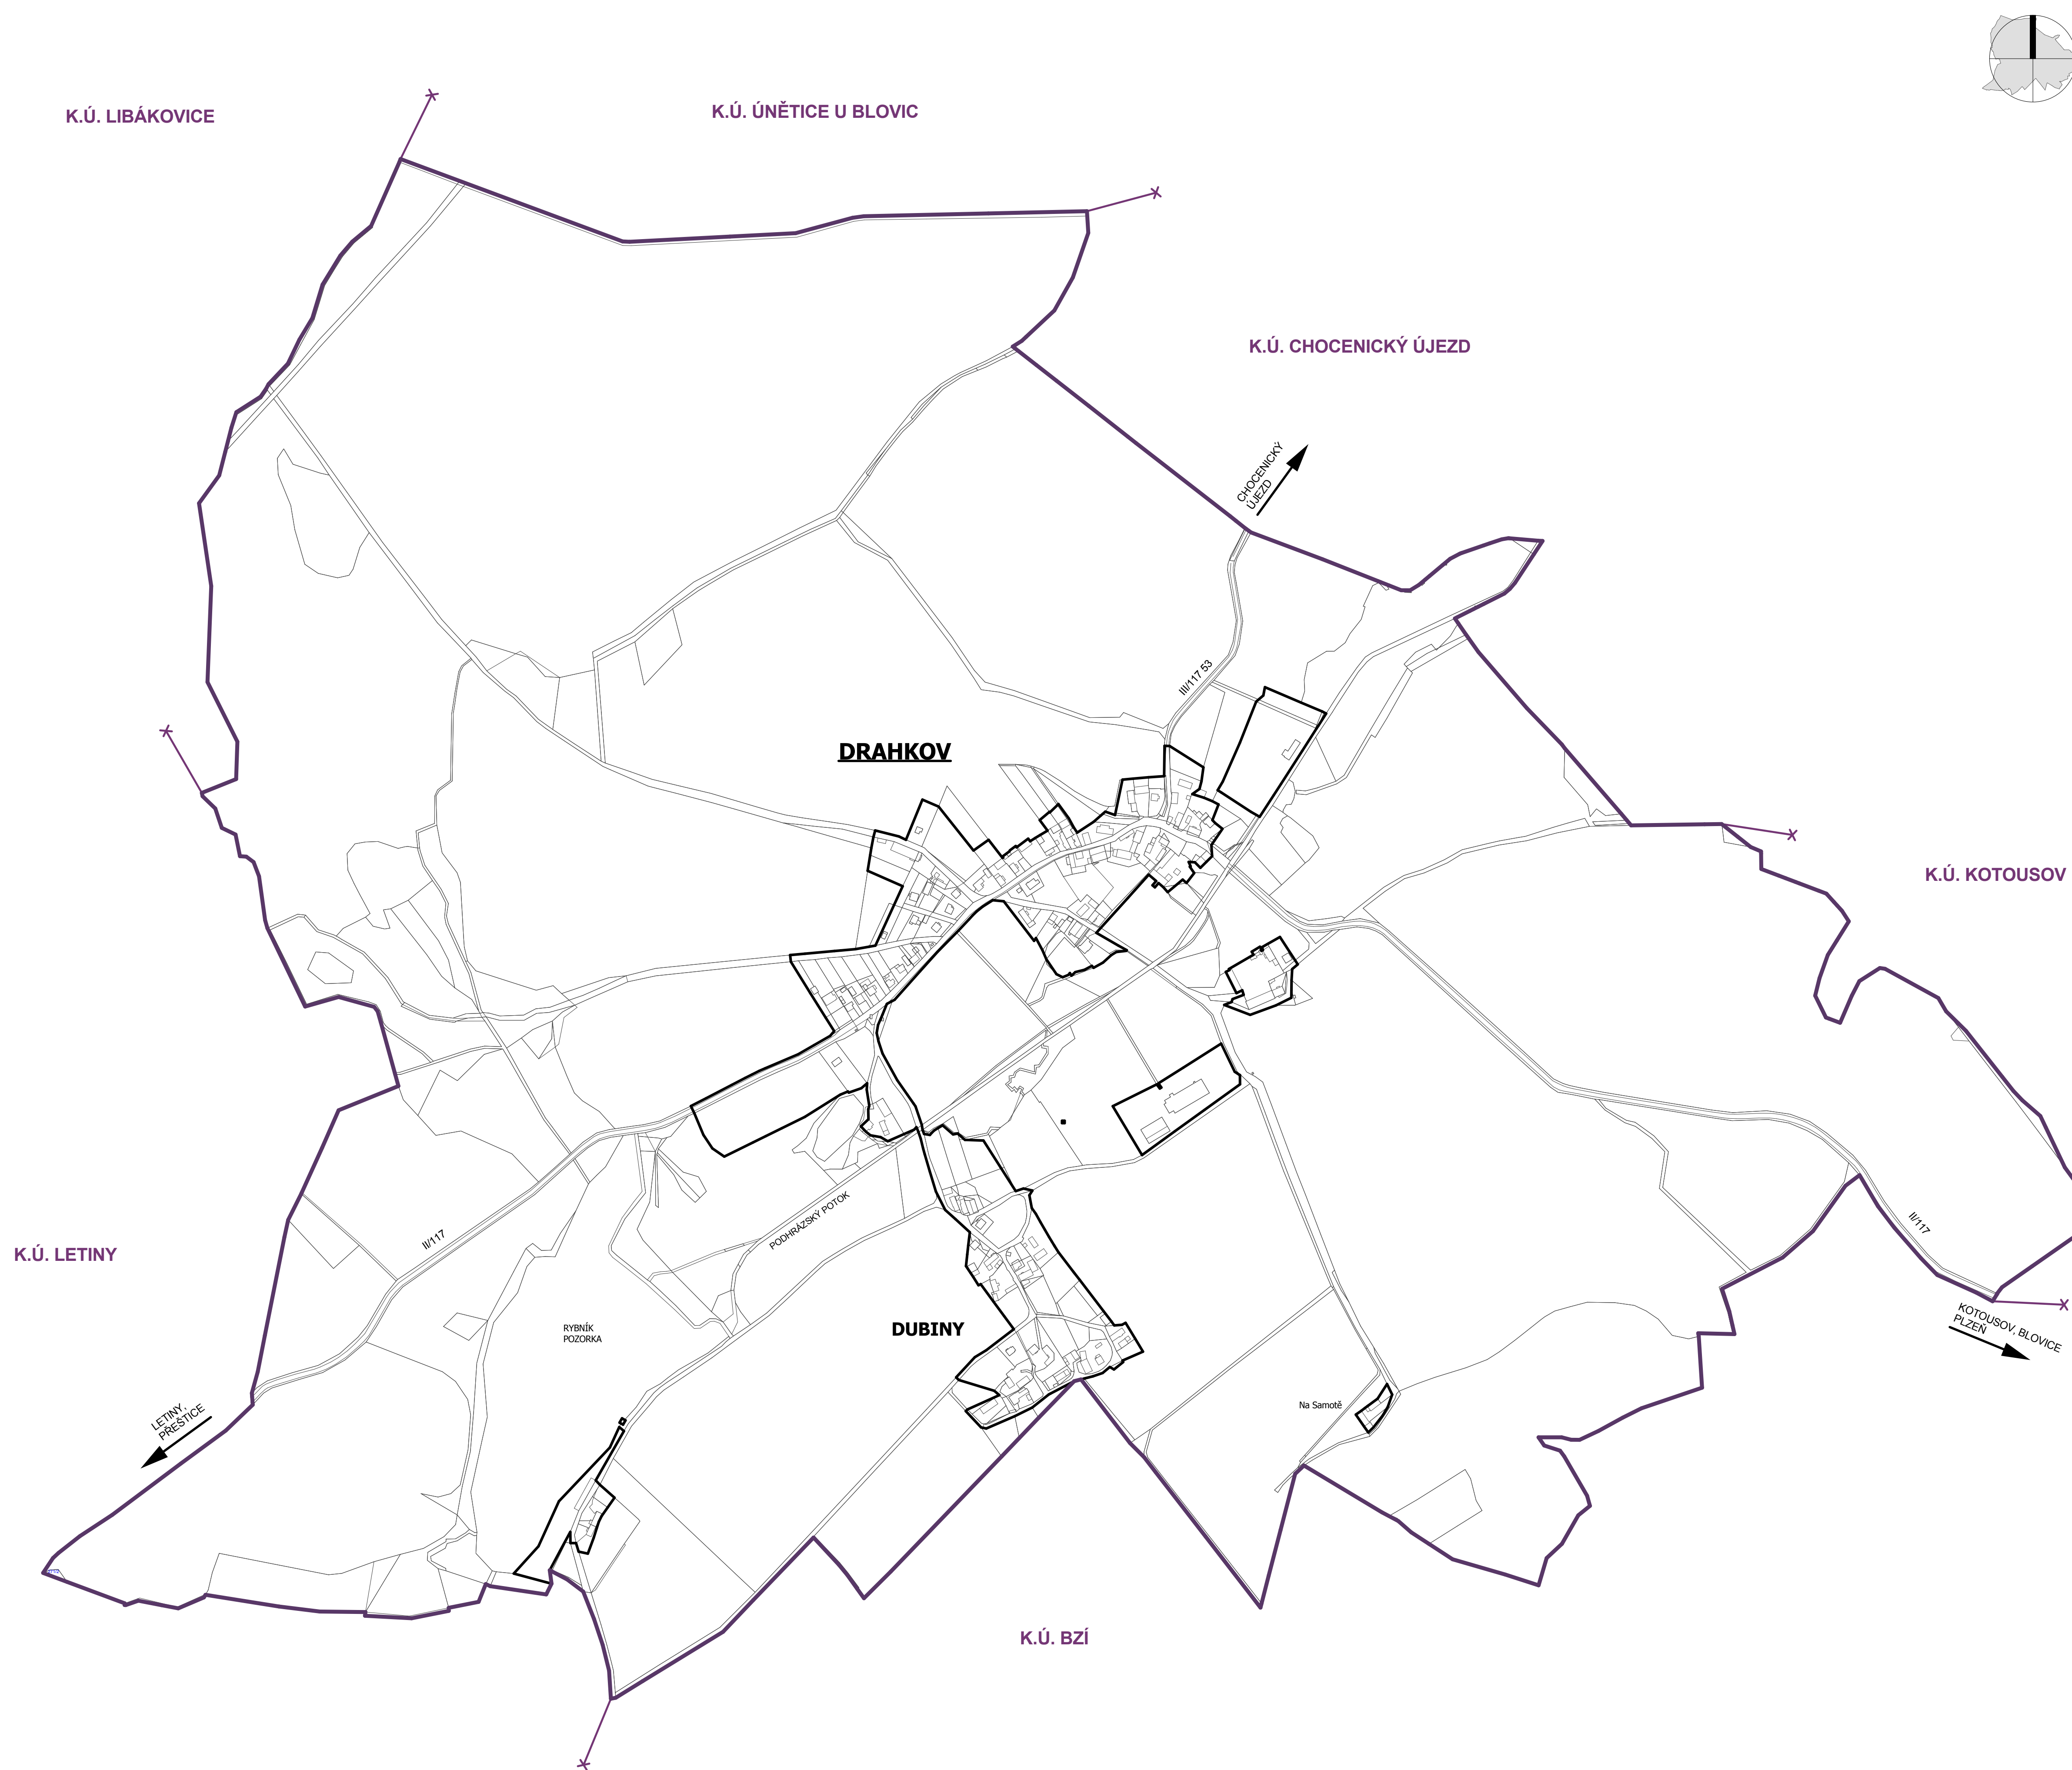 K.Ú. LIBÁKOVICE
K.Ú. ÚNĚTICE U BLOVIC
K.Ú. CHOCENICKÝ ÚJEZD
CHOCENICKÝ
ÚJEZD
III/117 53
DRAHKOV
K.Ú. KOTOUSOV
PODHRÁZSKÝ POTOK
II/117
II/117
K.Ú. LETINY
RYBNÍK
POZORKA
DUBINY
KOTOUSOV, BLOVICE
PLZEŇ
Na Samotě
LETINY,
PŘEŠTICE
K.Ú. BZÍ